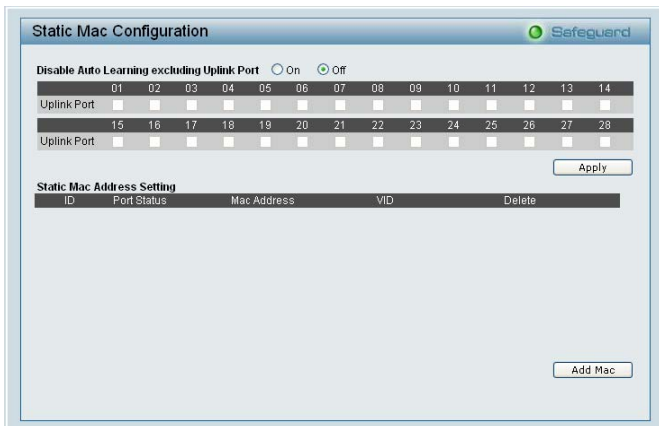 Static Mac Configuration
Safeguard
Disable Auto Learning excluding Uplink Port On Off
01 02 03 04 05 06 07 08 09 10 11 12 13 14
Uplink Port
15 16 17 18 19 20 21 22 23 24 25 26 27 28
Uplink Port
Apply
Static Mac Address Setting
ID Port Status Mac Address VID Delete
Add Mac